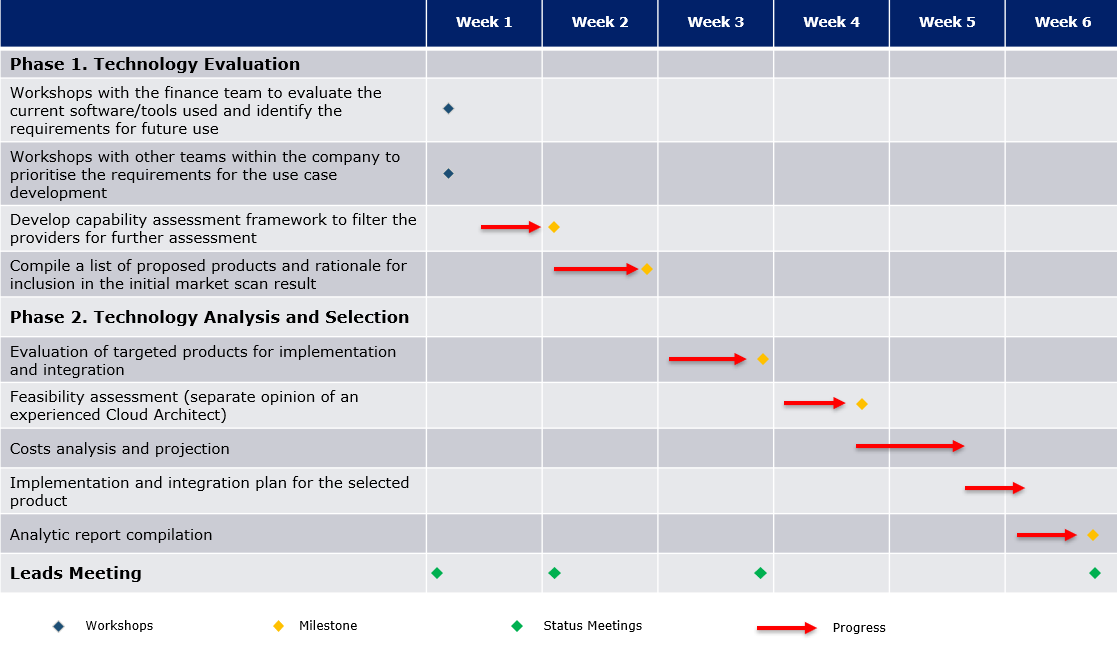 Week 1
Week 2
Week 3
Week 4
Week 5
Week 6
Phase 1. Technology Evaluation
Workshops with the finance team to evaluate the
current software/tools used and identify the
requirements for future use
Workshops with other teams within the company to
prioritise the requirements for the use case
development
Develop capability assessment framework to filter the
providers for further assessment
Compile a list of proposed products and rationale for
inclusion in the initial market scan result
Phase 2. Technology Analysis and Selection
Evaluation of targeted products for implementation
and integration
Feasibility assessment (separate opinion of an
experienced Cloud Architect)
Costs analysis and projection
Implementation and integration plan for the selected
product
Analytic report compilation
Leads Meeting
Workshops
Milestone
Status Meetings
Progress